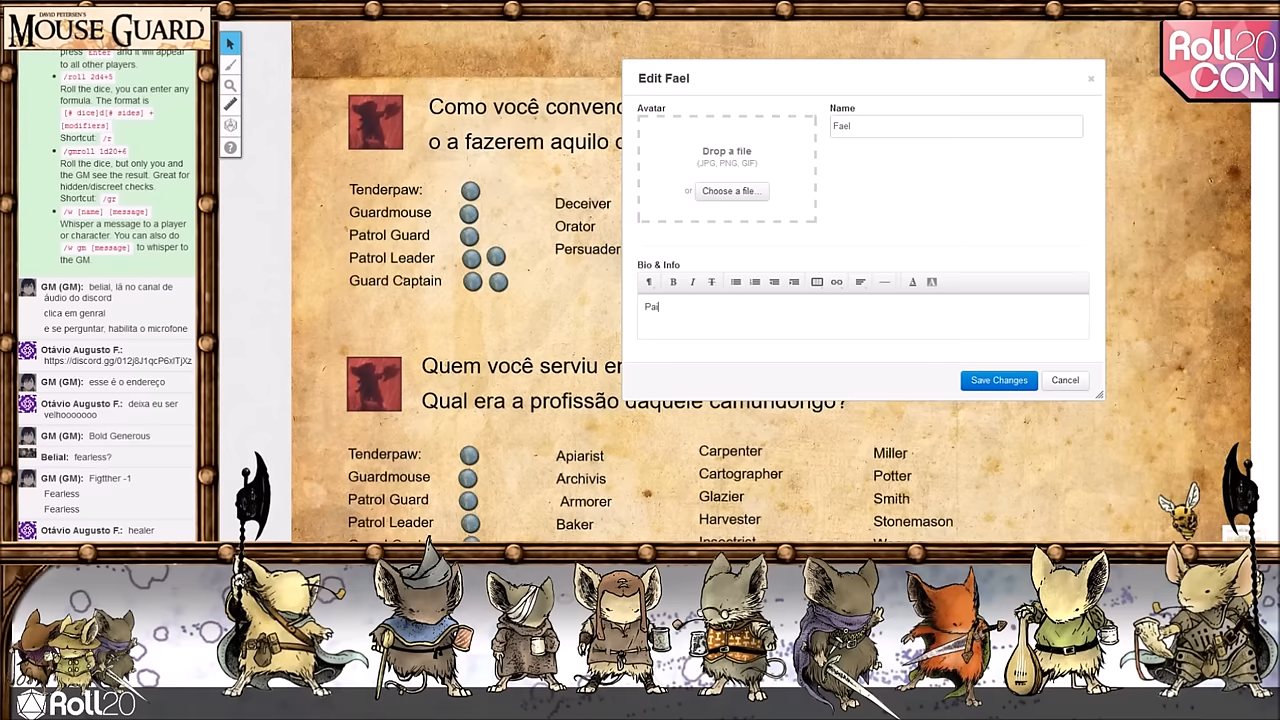 DAVID PETERSEN'S
MOUSE GUARD
press Enter and it will appear
to all other players.
/roll 2d4+5
Roll the dice, you can enter any
formula. The format is
[# dice]d[# sides] +
[modifiers]
Shortcut: /r
/gmroll 1d20+6
Roll the dice, but only you and
the GM see the result. Great for
hidden/discreet checks.
Shortcut: /gr
/w [name] [message]
Whisper a message to a player
or character. You can also do
/w gm [message] to whisper to
the GM.
GM (GM): belial, lá no canal de
áudio do discord
clica em genral
e se perguntar, habilita o microfone
Otávio Augusto F.:
https://discord.gg/012j8J1qcP6xlTjXz
GM (GM): esse é o endereço
Otávio Augusto F.: deixa eu ser
velhooooooo
GM (GM): Bold Generous
Belial: fearless?
GM (GM): Figtther -1
Fearless
Fearless
Otávio Augusto F.: healer
Como você convenc
o a fazerem aquilo
Tenderpaw:
Guardmouse
Patrol Guard
Patrol Leader
Guard Captain
Deceiver
Orator
Persuader
Quem você serviu
Qual era a profissão daquele camundongo?
Tenderpaw:
Guardmouse
Patrol Guard
Patrol Leader
Apiarist
Archivis
Armorer
Baker
Carpenter
Cartographer
Glazier
Harvester
Insectrist
Miller
Potter
Smith
Stonemason
Edit Fael
×
Avatar
Drop a file
(JPG, PNG, GIF)
or Choose a file...
Name
Fael
Bio & Info
Pai
Save Changes
Cancel
Roll20
CON
Roll20